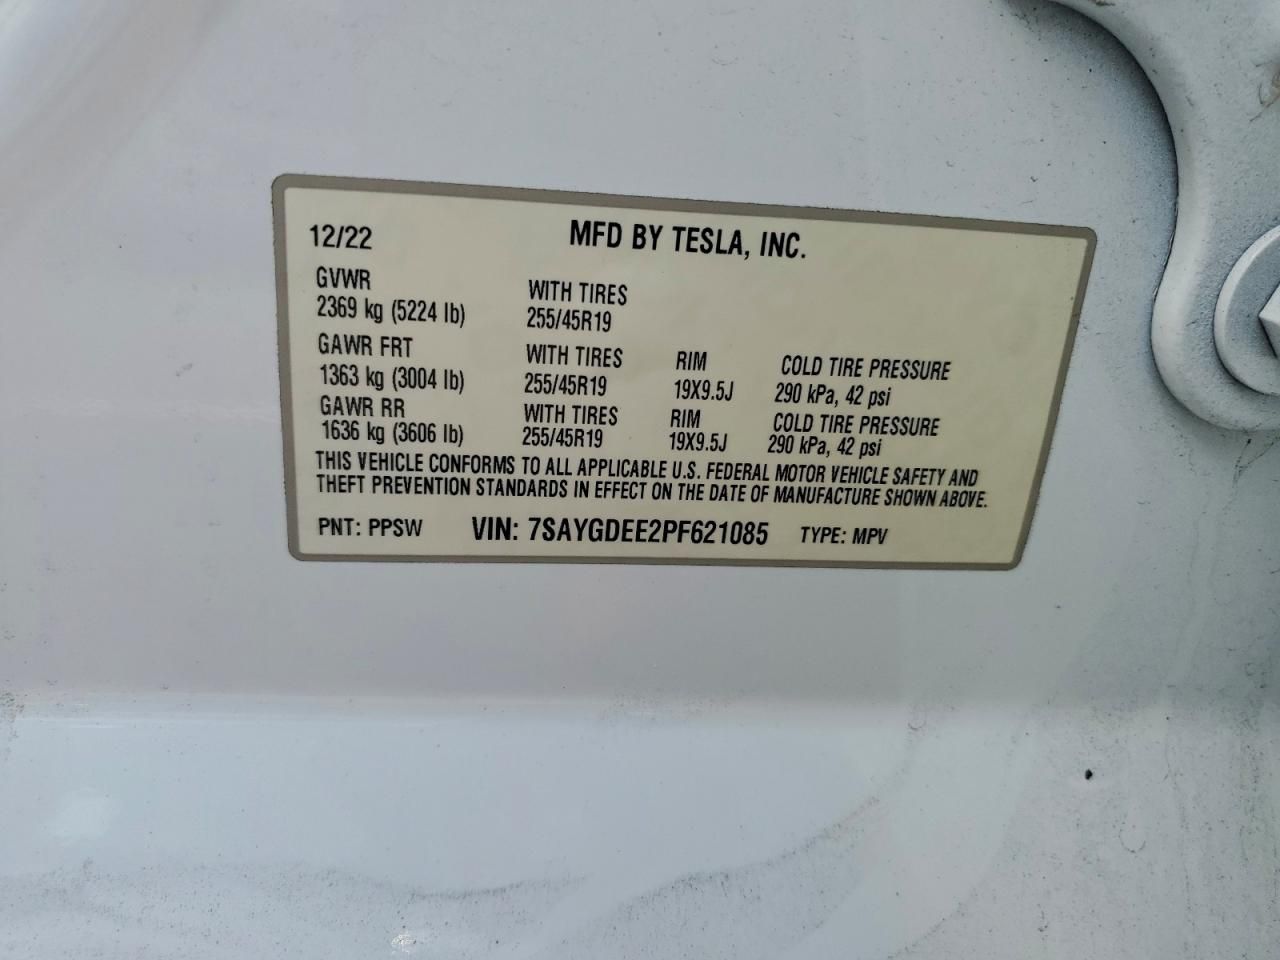 12/22 MFD BY TESLA, INC.
GVWR
2369 kg (5224 lb) WITH TIRES 255/45R19
GAWR FRT WITH TIRES RIM COLD TIRE PRESSURE
1363 kg (3004 lb) 255/45R19 19X9.5J 290 kPa, 42 psi
GAWR RR WITH TIRES RIM COLD TIRE PRESSURE
1636 kg (3606 lb) 255/45R19 19X9.5J 290 kPa, 42 psi
THIS VEHICLE CONFORMS TO ALL APPLICABLE U.S. FEDERAL MOTOR VEHICLE SAFETY AND
THEFT PREVENTION STANDARDS IN EFFECT ON THE DATE OF MANUFACTURE SHOWN ABOVE.
PNT: PPSW VIN: 7SAYGDEE2PF621085 TYPE: MPV